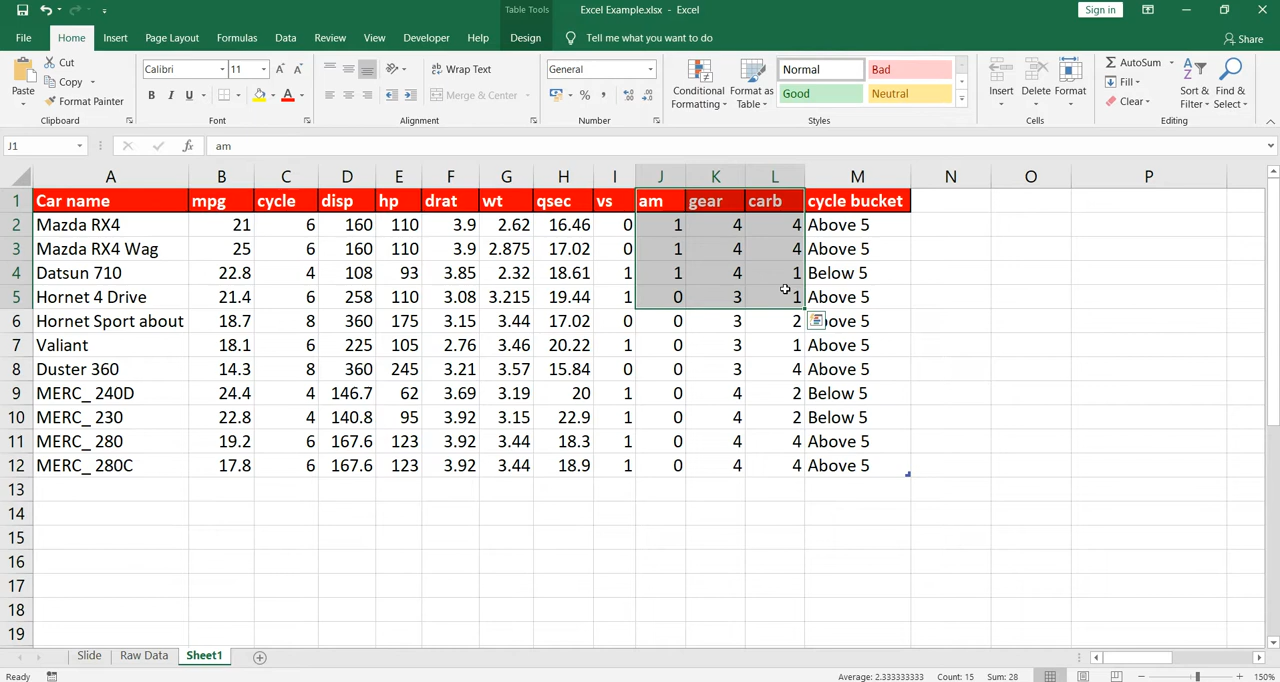 Table Tools Excel Example.xlsx - Excel Sign in
File Home Insert Page Layout Formulas Data Review View Developer Help Design Tell me what you want to do Share
Paste Cut Calibri 11 Wrap Text General Normal Bad AutoSum
Copy Conditional Formatting Format as Table Insert Delete Format Fill Sort & Filter Find & Select
Format Painter B I U Merge & Center % , Good Neutral Clear
Clipboard Font Alignment Number Styles Cells Editing
J1 fx am
A B C D E F G H I J K L M N O P
1 Car name mpg cycle disp hp drat wt qsec vs am gear carb cycle bucket
2 Mazda RX4 21 6 160 110 3.9 2.62 16.46 0 1 4 4 Above 5
3 Mazda RX4 Wag 25 6 160 110 3.9 2.875 17.02 0 1 4 4 Above 5
4 Datsun 710 22.8 4 108 93 3.85 2.32 18.61 1 1 4 1 Below 5
5 Hornet 4 Drive 21.4 6 258 110 3.08 3.215 19.44 1 0 3 1 Above 5
6 Hornet Sport about 18.7 8 360 175 3.15 3.44 17.02 0 0 3 2 bove 5
7 Valiant 18.1 6 225 105 2.76 3.46 20.22 1 0 3 1 Above 5
8 Duster 360 14.3 8 360 245 3.21 3.57 15.84 0 0 3 4 Above 5
9 MERC_ 240D 24.4 4 146.7 62 3.69 3.19 20 1 0 4 2 Below 5
10 MERC_ 230 22.8 4 140.8 95 3.92 3.15 22.9 1 0 4 2 Below 5
11 MERC_ 280 19.2 6 167.6 123 3.92 3.44 18.3 1 0 4 4 Above 5
12 MERC_ 280C 17.8 6 167.6 123 3.92 3.44 18.9 1 0 4 4 Above 5
13
14
15
16
17
18
19
Slide Raw Data Sheet1
Ready Average: 2.333333333 Count: 15 Sum: 28 150%